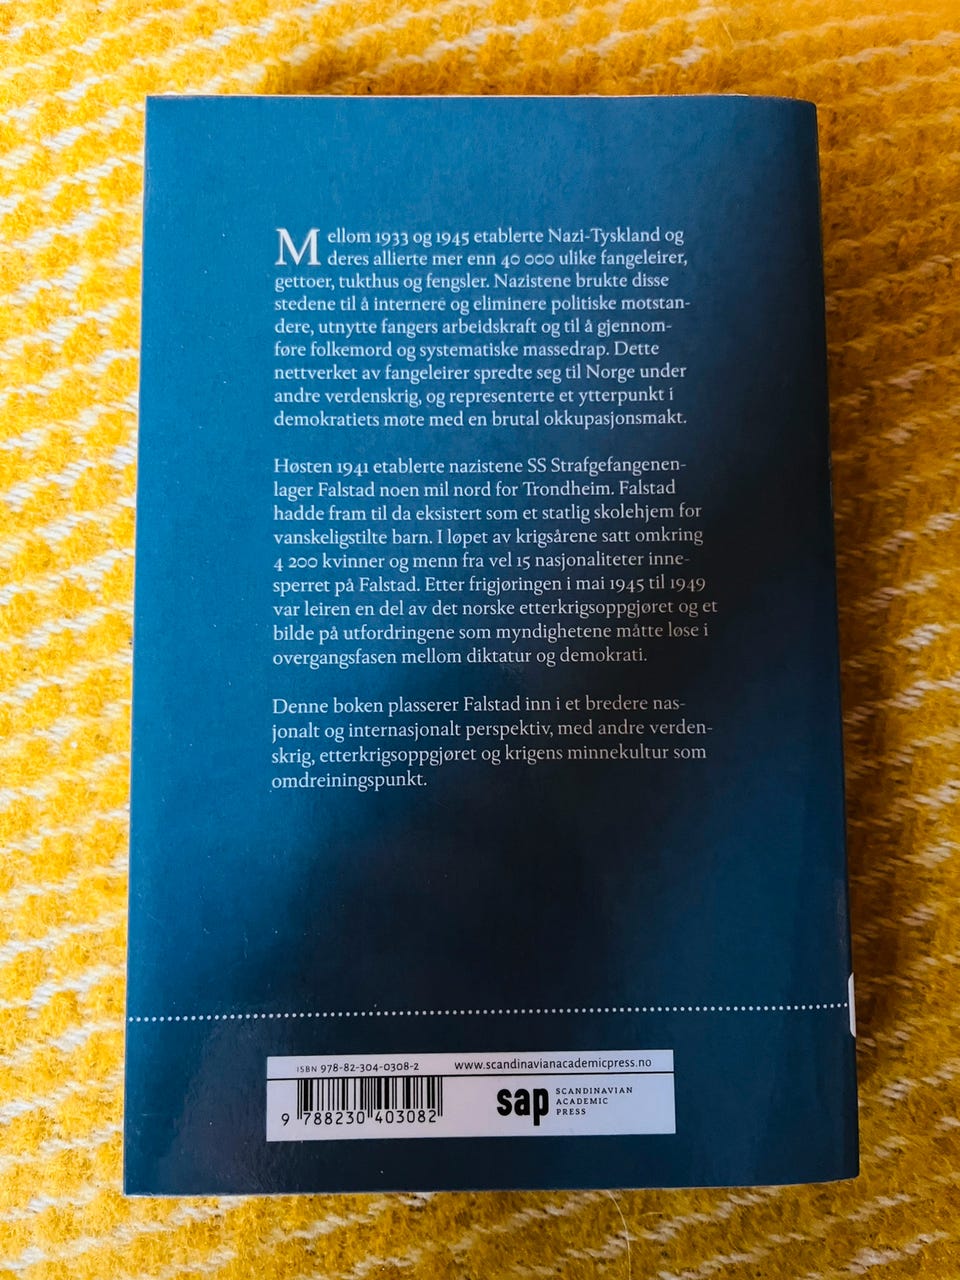 Mellom 1933 og 1945 etablerte Nazi-Tyskland og
deres allierte mer enn 40 000 ulike fangeleirer,
gettoer, tukthus og fengsler. Nazistene brukte disse
stedene til å internere og eliminere politiske motstan-
dere, utnytte fangers arbeidskraft og til å gjennom-
føre folkemord og systematiske massedrap. Dette
nettverket av fangeleirer spredte seg til Norge under
andre verdenskrig, og representerte et ytterpunkt i
demokratiets møte med en brutal okkupasjonsmakt.
Høsten 1941 etablerte nazistene SS Strafgefangenen-
lager Falstad noen mil nord for Trondheim. Falstad
hadde fram til da eksistert som et statlig skolehjem for
vanskeligstilte barn. I løpet av krigsårene satt omkring
4 200 kvinner og menn fra vel 15 nasjonaliteter inne-
sperret på Falstad. Etter frigjøringen i mai 1945 til 1949
var leiren en del av det norske etterkrigsoppgjøret og et
bilde på utfordringene som myndighetene måtte løse i
overgangsfasen mellom diktatur og demokrati.
Denne boken plasserer Falstad inn i et bredere nas-
jonalt og internasjonalt perspektiv, med andre verden-
skrig, etterkrigsoppgjøret og krigens minnekultur som
omdreiningspunkt.
ISBN 978-82-304-0308-2
www.scandinavianacademicpress.no
9 788230 403082
sap
SCANDINAVIAN
ACADEMIC
PRESS